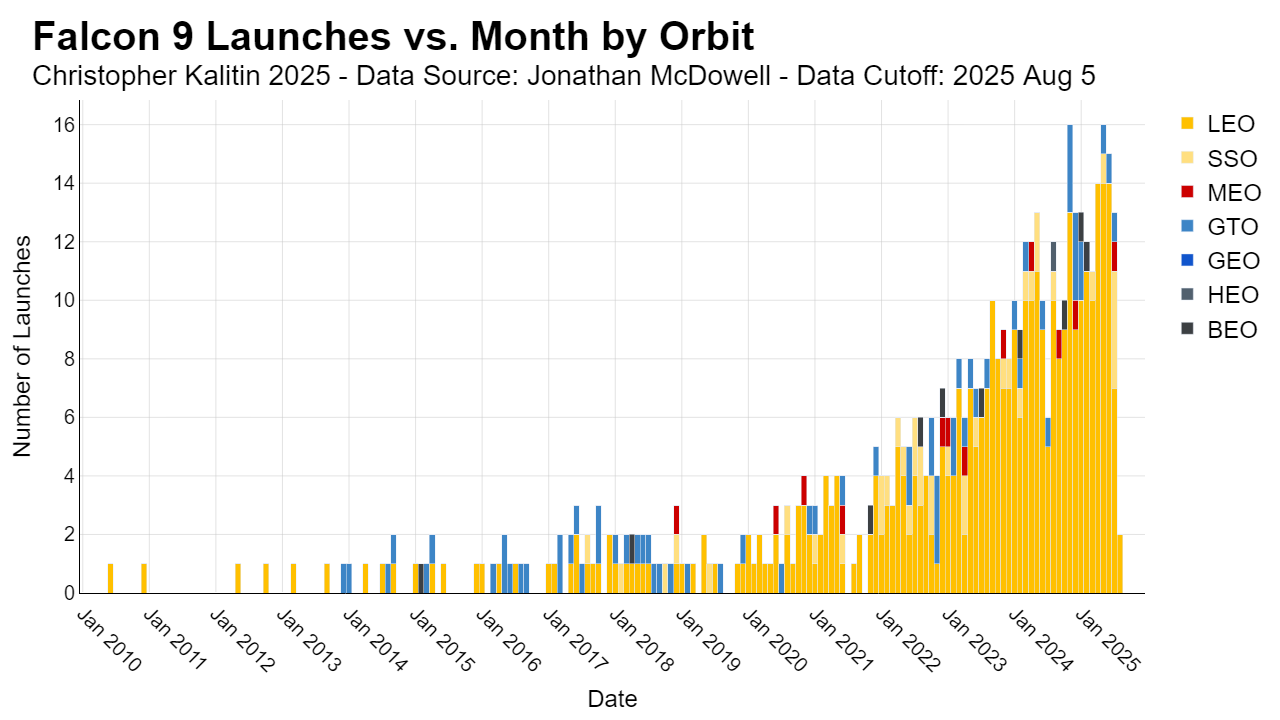 Falcon 9 Launches vs. Month by Orbit
Christopher Kalitin 2025 - Data Source: Jonathan McDowell - Data Cutoff: 2025 Aug 5
Number of Launches
16
14
12
10
8
6
4
2
0
Jan 2010
Jan 2011
Jan 2012
Jan 2013
Jan 2014
Jan 2015
Jan 2016
Jan 2017
Jan 2018
Jan 2019
Jan 2020
Jan 2021
Jan 2022
Jan 2023
Jan 2024
Jan 2025
Date
LEO
SSO
MEO
GTO
GEO
HEO
BEO